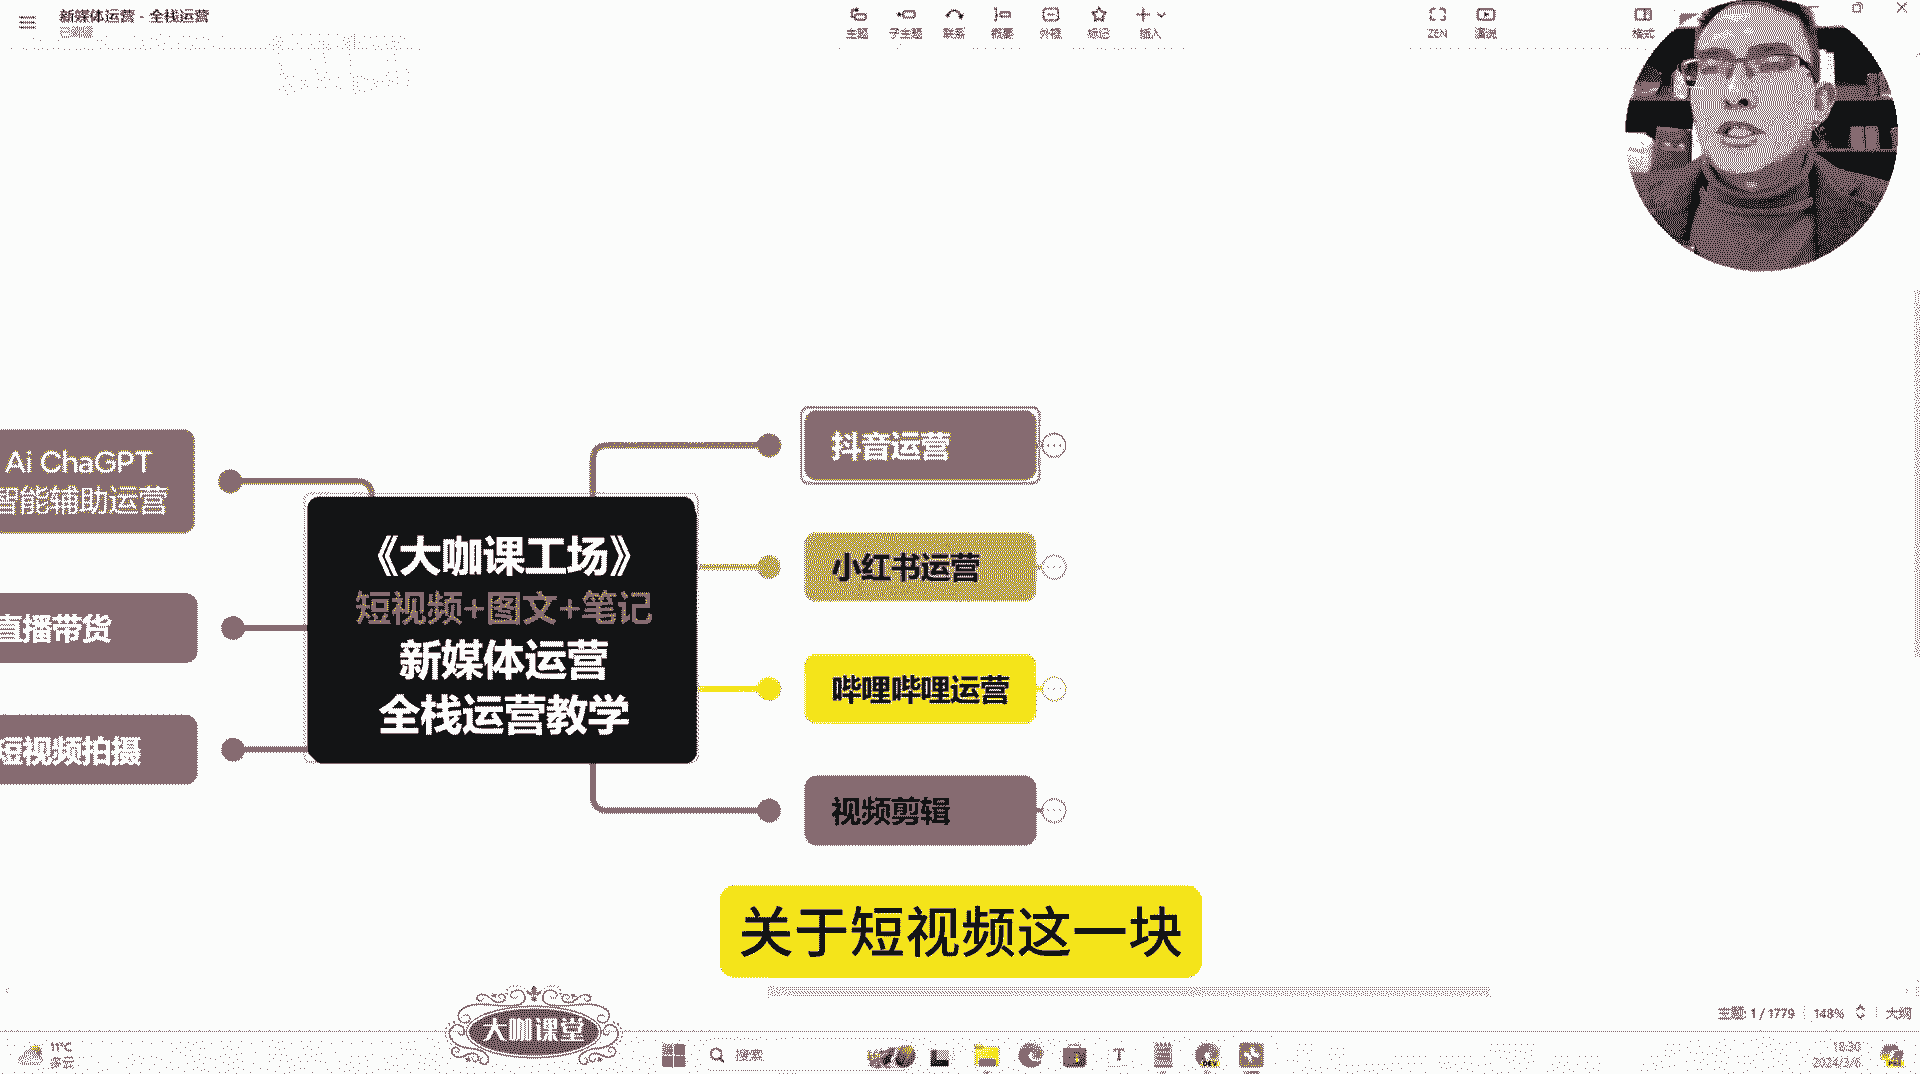 新媒体运营 - 全栈运营
主题
子主题
联系
概要
外框
标记
插入
ZEN
演说
格式
Ai ChaGPT
智能辅助运营
直播带货
短视频拍摄
《大咖课工场》
短视频+图文+笔记
新媒体运营
全栈运营教学
抖音运营
小红书运营
哔哩哔哩运营
视频剪辑
关于短视频这一块
大咖课堂
主题: 1 / 1779
148%
大纲
11°C
多云
搜索
18:30
2024/3/6